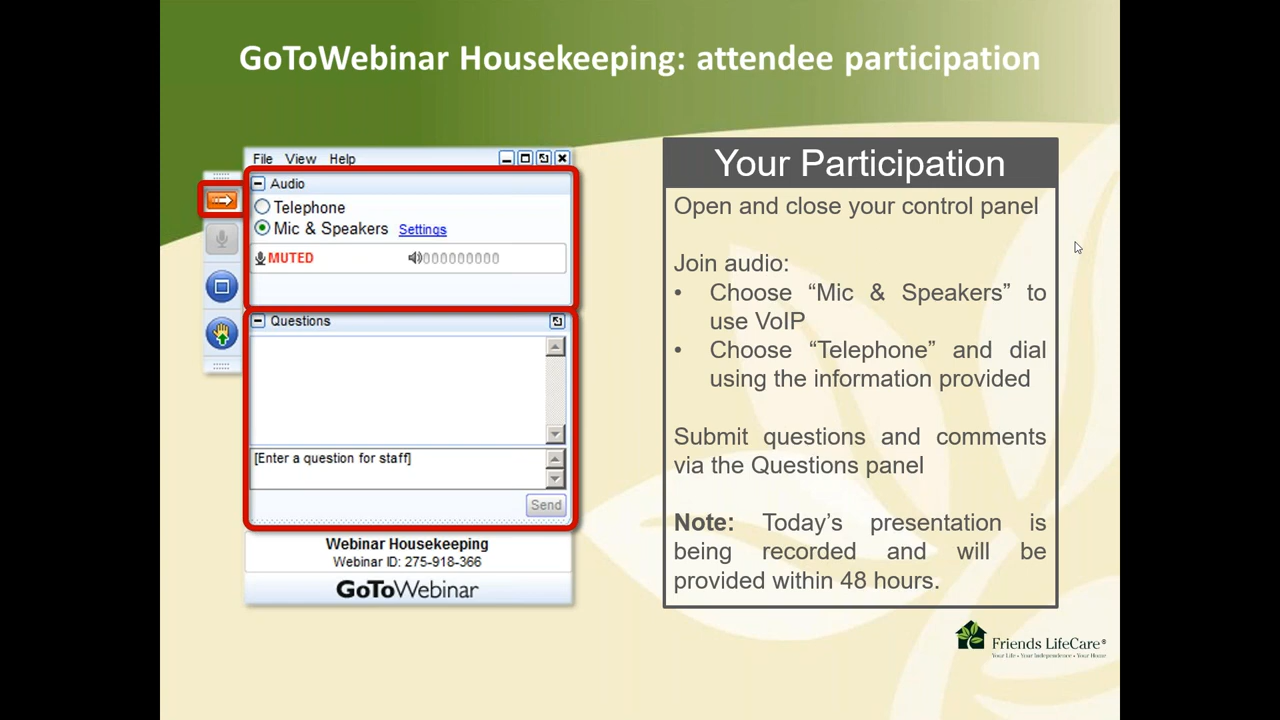 GoToWebinar Housekeeping: attendee participation
File View Help
Audio
Telephone
Mic & Speakers Settings
MUTED 000000000
Questions
[Enter a question for staff]
Send
Webinar Housekeeping
Webinar ID: 275-918-366
GoToWebinar
Your Participation
Open and close your control panel
Join audio:
• Choose “Mic & Speakers” to
use VoIP
• Choose “Telephone” and dial
using the information provided
Submit questions and comments
via the Questions panel
Note: Today’s presentation is
being recorded and will be
provided within 48 hours.
Friends LifeCare®
Your Life • Your Independence • Your Home